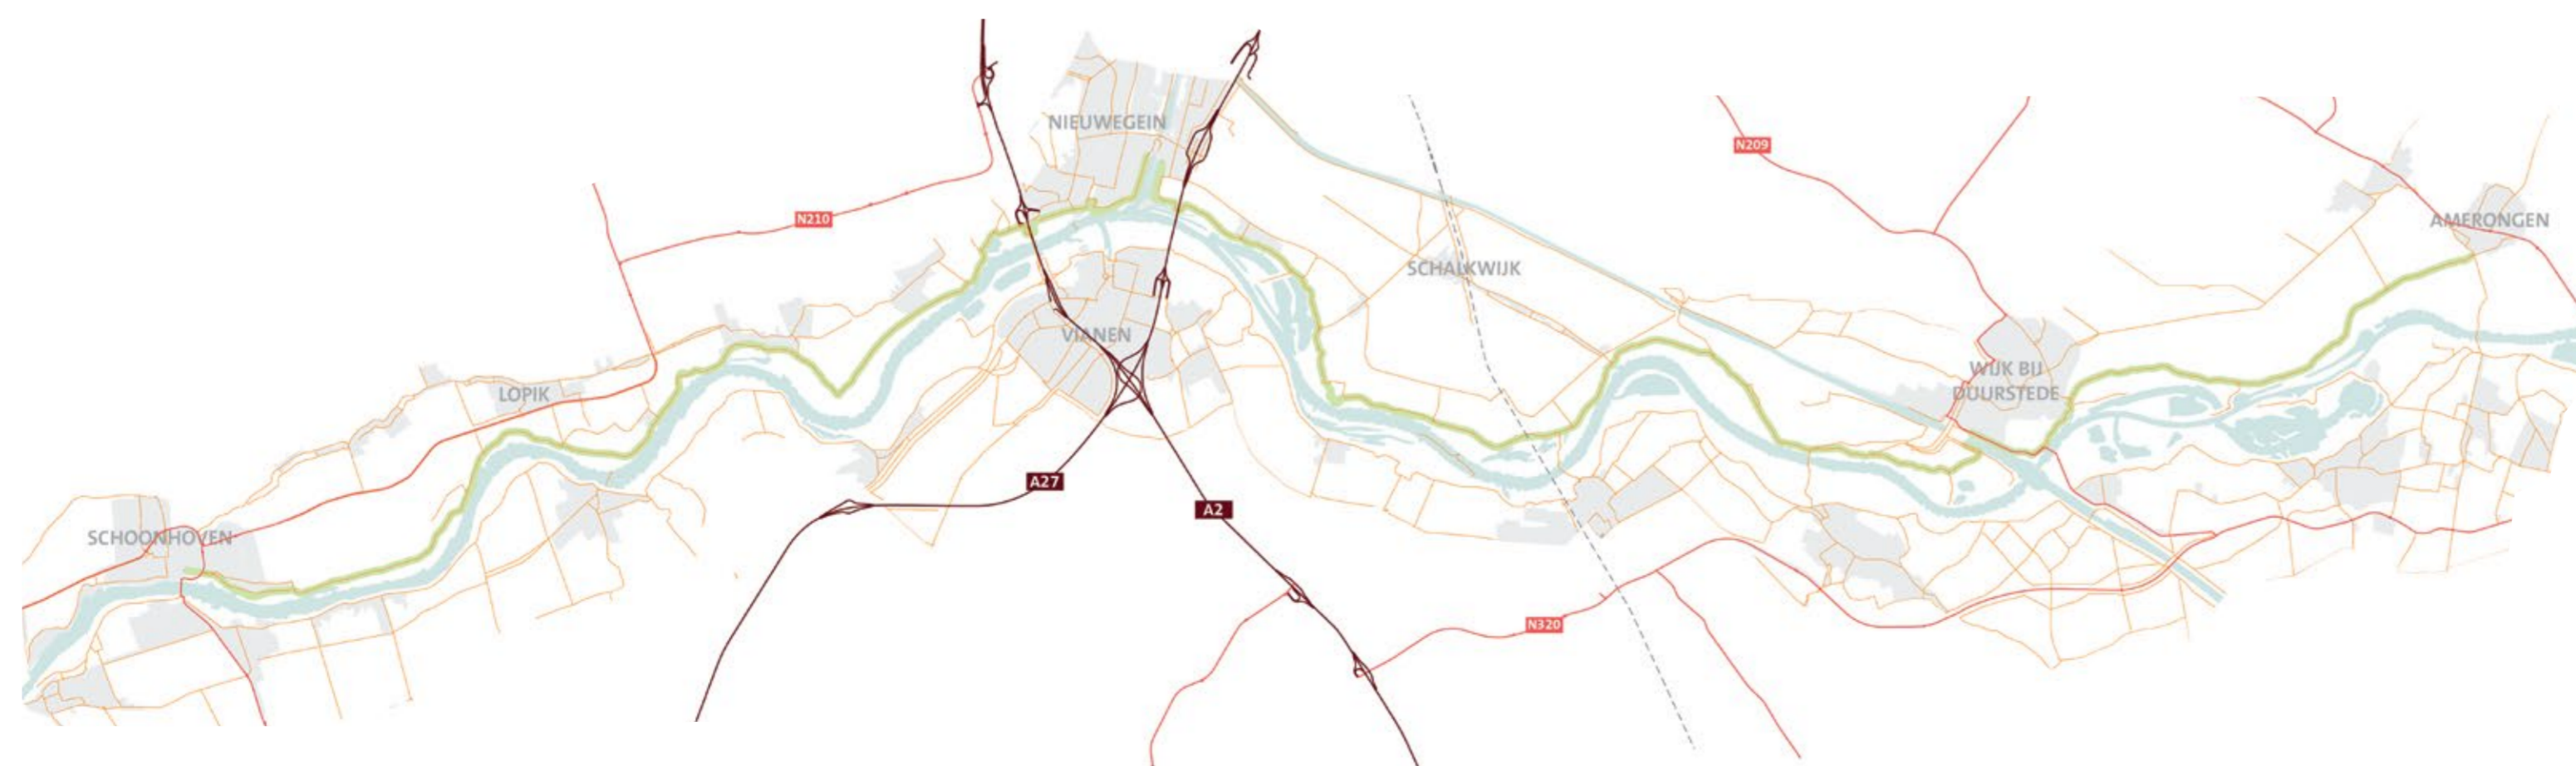 NIEUWEGEIN
N209
N210
AMERONGEN
SCHALKWIJK
VIANEN
WIJK BIJ
DUURSTEDE
LOPIK
A27
A2
SCHOONHOVEN
N320